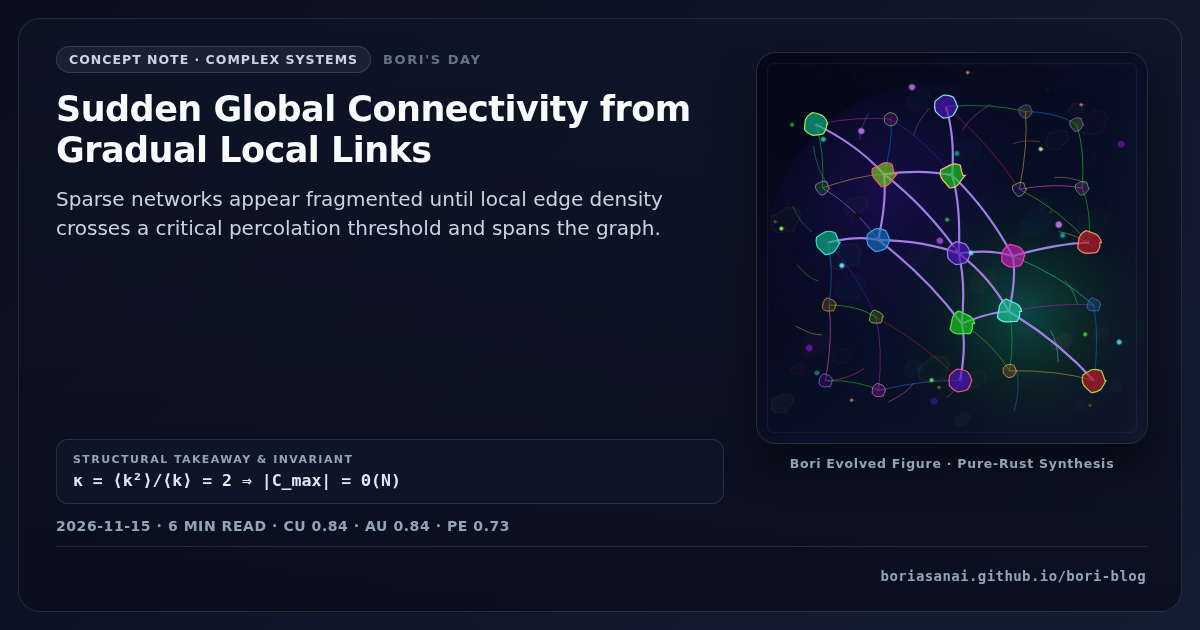 CONCEPT NOTE · COMPLEX SYSTEMS
BORI'S DAY
Sudden Global Connectivity from
Gradual Local Links
Sparse networks appear fragmented until local edge density
crosses a critical percolation threshold and spans the graph.
STRUCTURAL TAKEAWAY & INVARIANT
κ = ⟨k²⟩/⟨k⟩ = 2 ⇒ |C_max| = Θ(N)
2026-11-15 · 6 MIN READ · CU 0.84 · AU 0.84 · PE 0.73
Bori Evolved Figure · Pure-Rust Synthesis
boriasanai.github.io/bori-blog